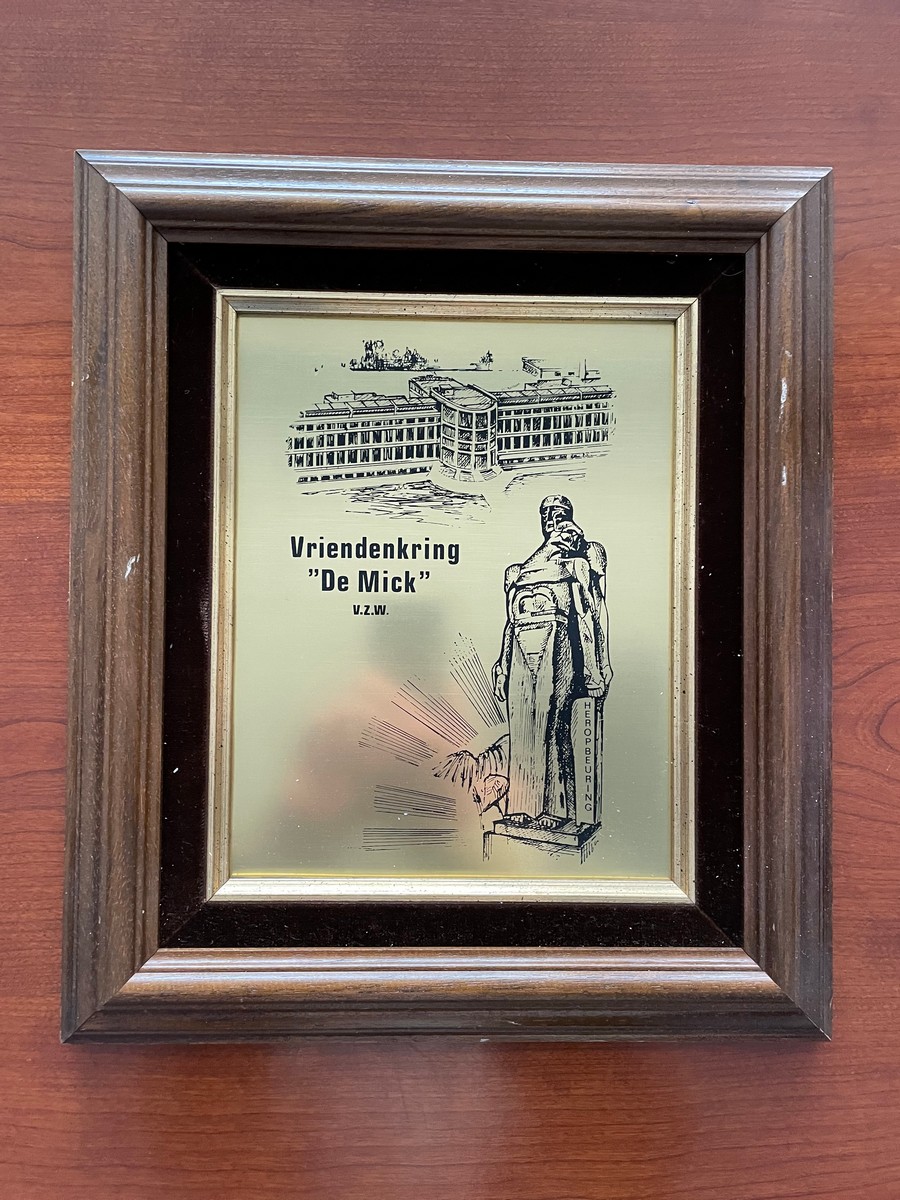 Vriendenkring
"De Mick"
v.z.w.
HEROPBEURING